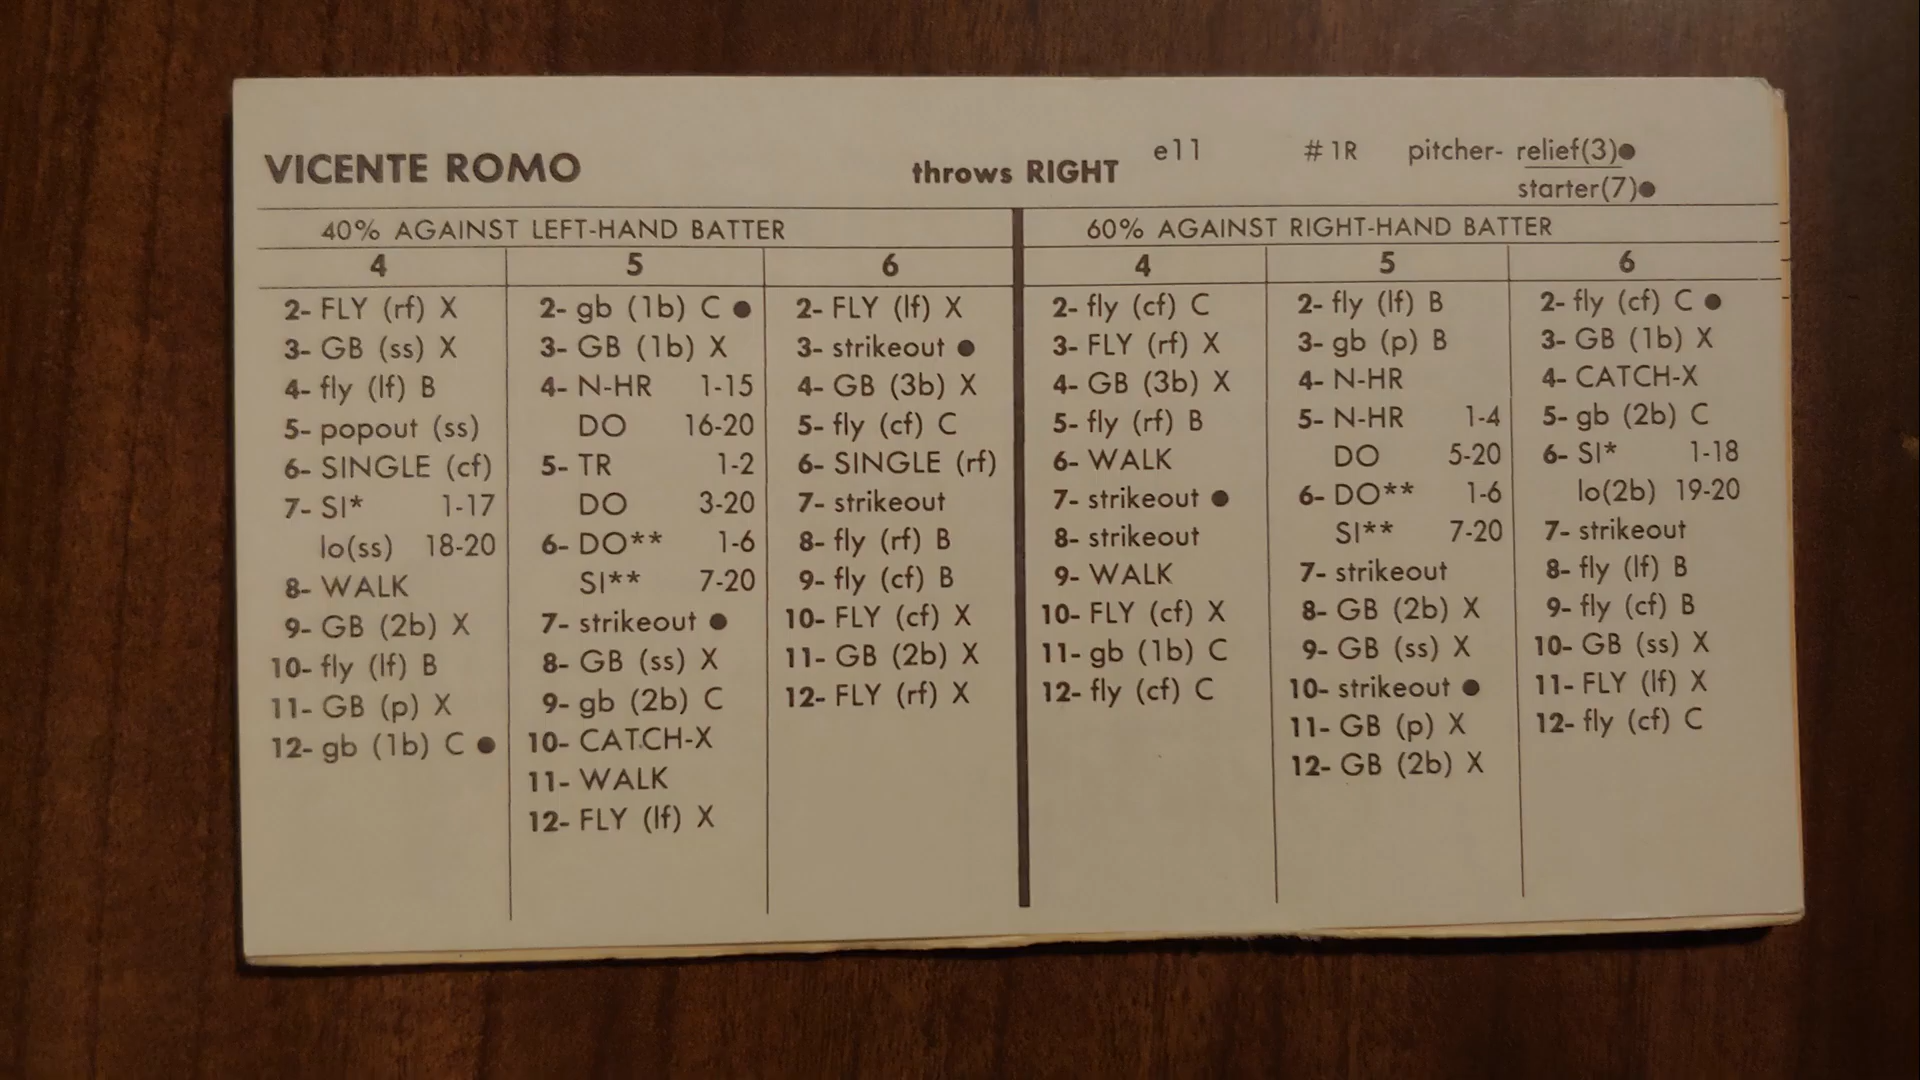 VICENTE ROMO throws RIGHT e11 # 1R pitcher- relief(3)●
starter(7)●
40% AGAINST LEFT-HAND BATTER
4
2- FLY (rf) X
3- GB (ss) X
4- fly (lf) B
5- popout (ss)
6- SINGLE (cf)
7- SI* 1-17
lo(ss) 18-20
8- WALK
9- GB (2b) X
10- fly (lf) B
11- GB (p) X
12- gb (1b) C ●
5
2- gb (1b) C ●
3- GB (1b) X
4- N-HR 1-15
DO 16-20
5- TR 1-2
DO 3-20
6- DO** 1-6
SI** 7-20
7- strikeout ●
8- GB (ss) X
9- gb (2b) C
10- CATCH-X
11- WALK
12- FLY (lf) X
6
2- FLY (lf) X
3- strikeout ●
4- GB (3b) X
5- fly (cf) C
6- SINGLE (rf)
7- strikeout
8- fly (rf) B
9- fly (cf) B
10- FLY (cf) X
11- GB (2b) X
12- FLY (rf) X
60% AGAINST RIGHT-HAND BATTER
4
2- fly (cf) C
3- FLY (rf) X
4- GB (3b) X
5- fly (rf) B
6- WALK
7- strikeout ●
8- strikeout
9- WALK
10- FLY (cf) X
11- gb (1b) C
12- fly (cf) C
5
2- fly (lf) B
3- gb (p) B
4- N-HR
5- N-HR 1-4
DO 5-20
6- DO** 1-6
SI** 7-20
7- strikeout
8- GB (2b) X
9- GB (ss) X
10- strikeout ●
11- GB (p) X
12- GB (2b) X
6
2- fly (cf) C ●
3- GB (1b) X
4- CATCH-X
5- gb (2b) C
6- SI* 1-18
lo(2b) 19-20
7- strikeout
8- fly (lf) B
9- fly (cf) B
10- GB (ss) X
11- FLY (lf) X
12- fly (cf) C